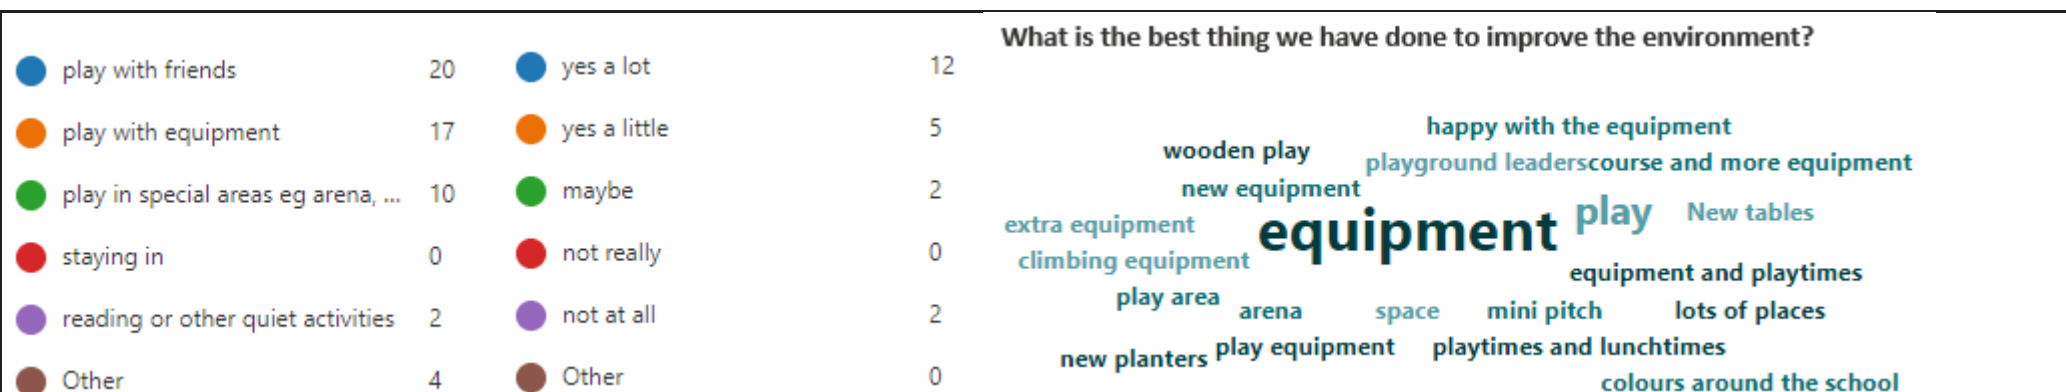 play with friends 20
play with equipment 17
play in special areas eg arena, ... 10
staying in 0
reading or other quiet activities 2
Other 4
yes a lot 12
yes a little 5
maybe 2
not really 0
not at all 2
Other 0
What is the best thing we have done to improve the environment?
happy with the equipment
wooden play
playground leaders course and more equipment
new equipment
extra equipment
equipment play New tables
climbing equipment
equipment and playtimes
play area
arena space mini pitch lots of places
new planters play equipment playtimes and lunchtimes
colours around the school